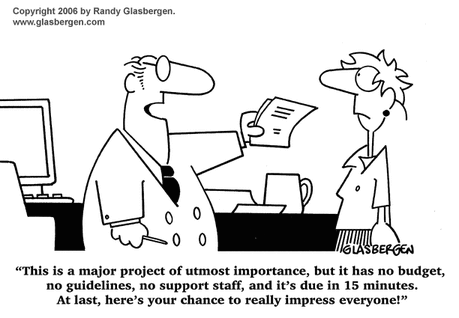 Copyright 2006 by Randy Glasbergen.
www.glasbergen.com
GLASBERGEN
“This is a major project of utmost importance, but it has no budget,
no guidelines, no support staff, and it’s due in 15 minutes.
At last, here’s your chance to really impress everyone!”